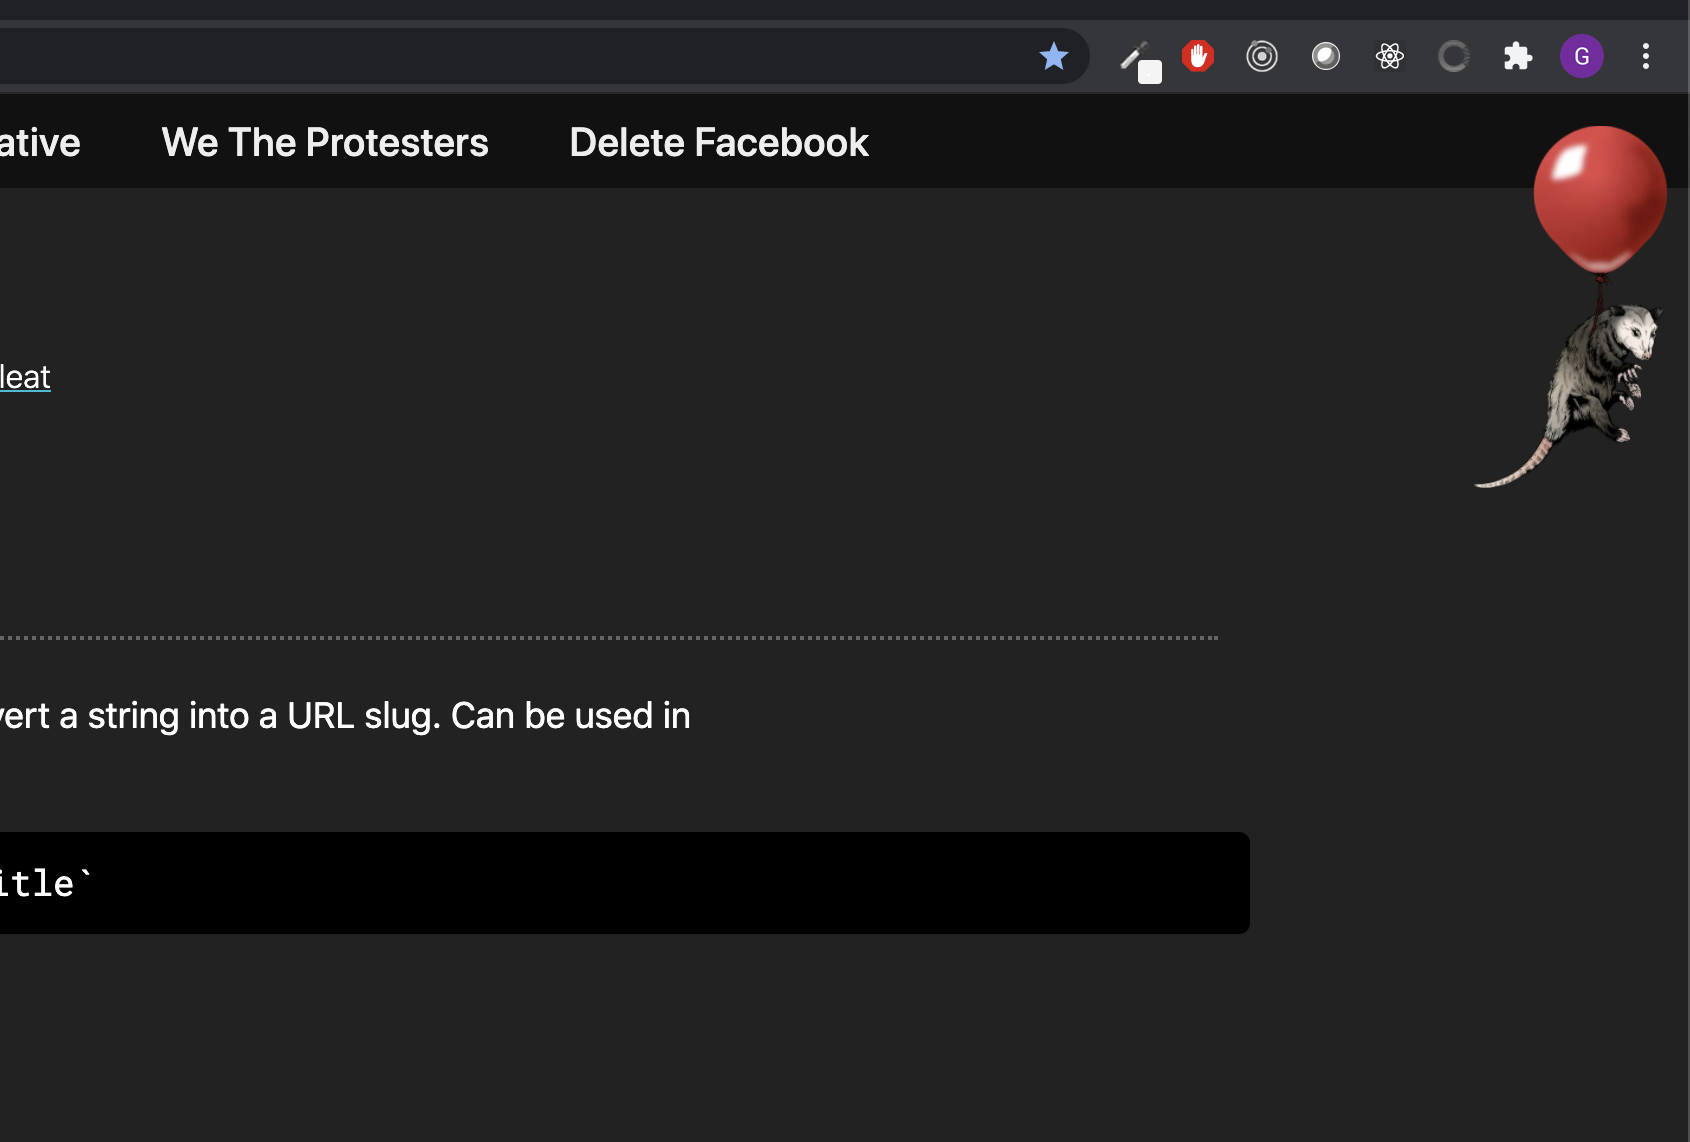 G
ative We The Protesters Delete Facebook
leat
vert a string into a URL slug. Can be used in
itle`